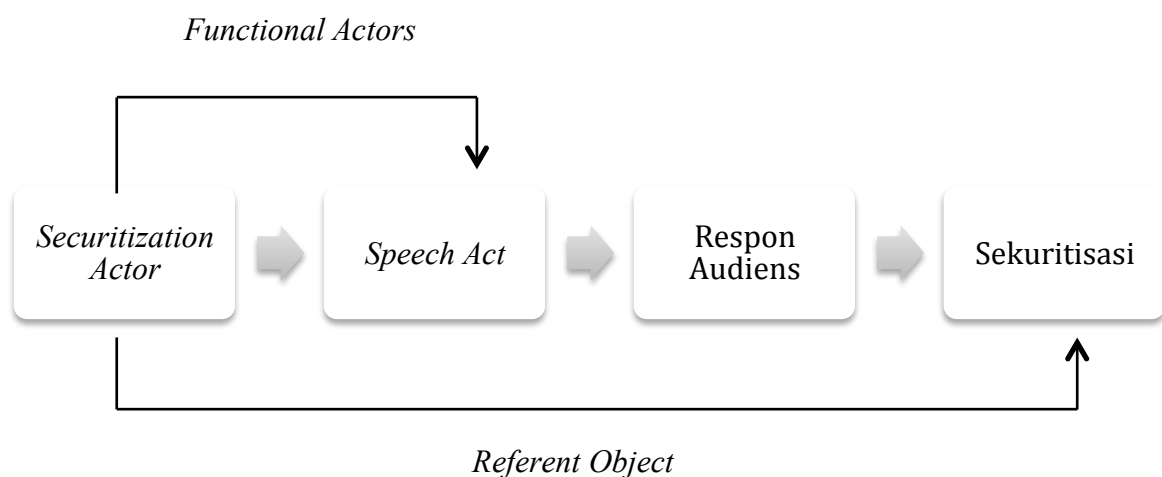 Functional Actors
Securitization
Actor
Speech Act
Respon
Audiens
Sekuritisasi
Referent Object